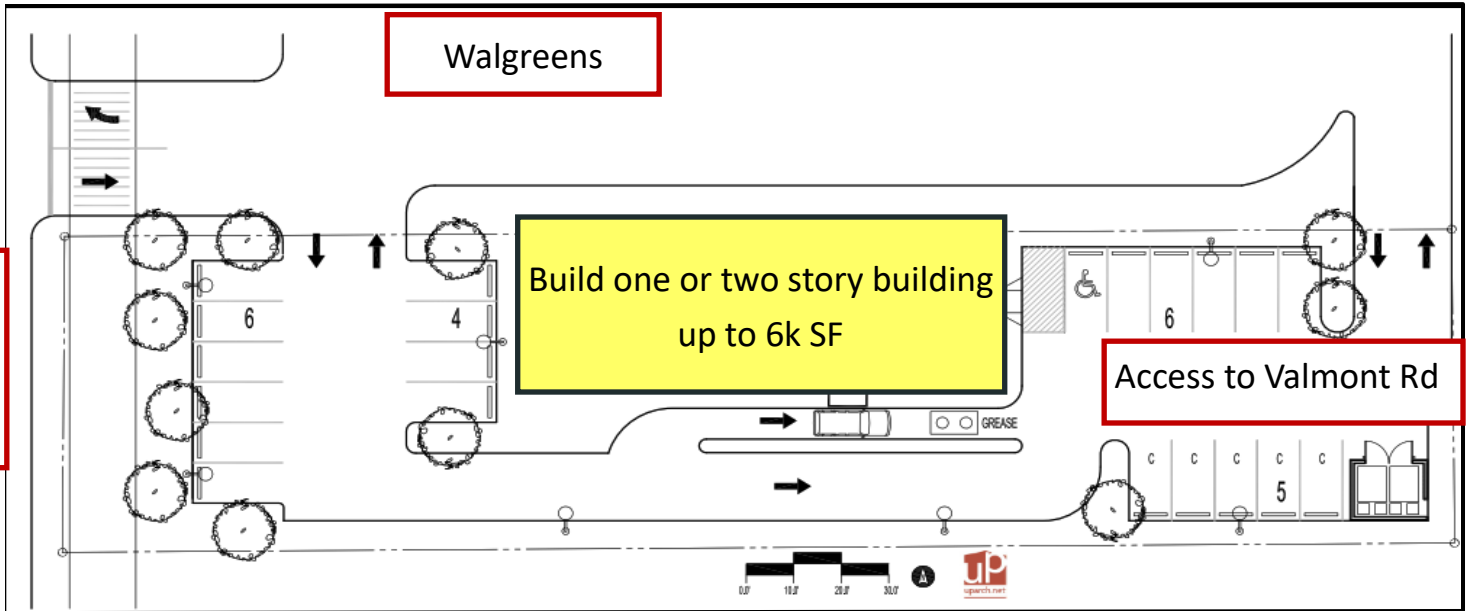 Walgreens
Build one or two story building
up to 6k SF
6
4
6
Access to Valmont Rd
GREASE
C C C C C
5
0.0' 10.0' 20.0' 30.0'
A
up
uparch.net